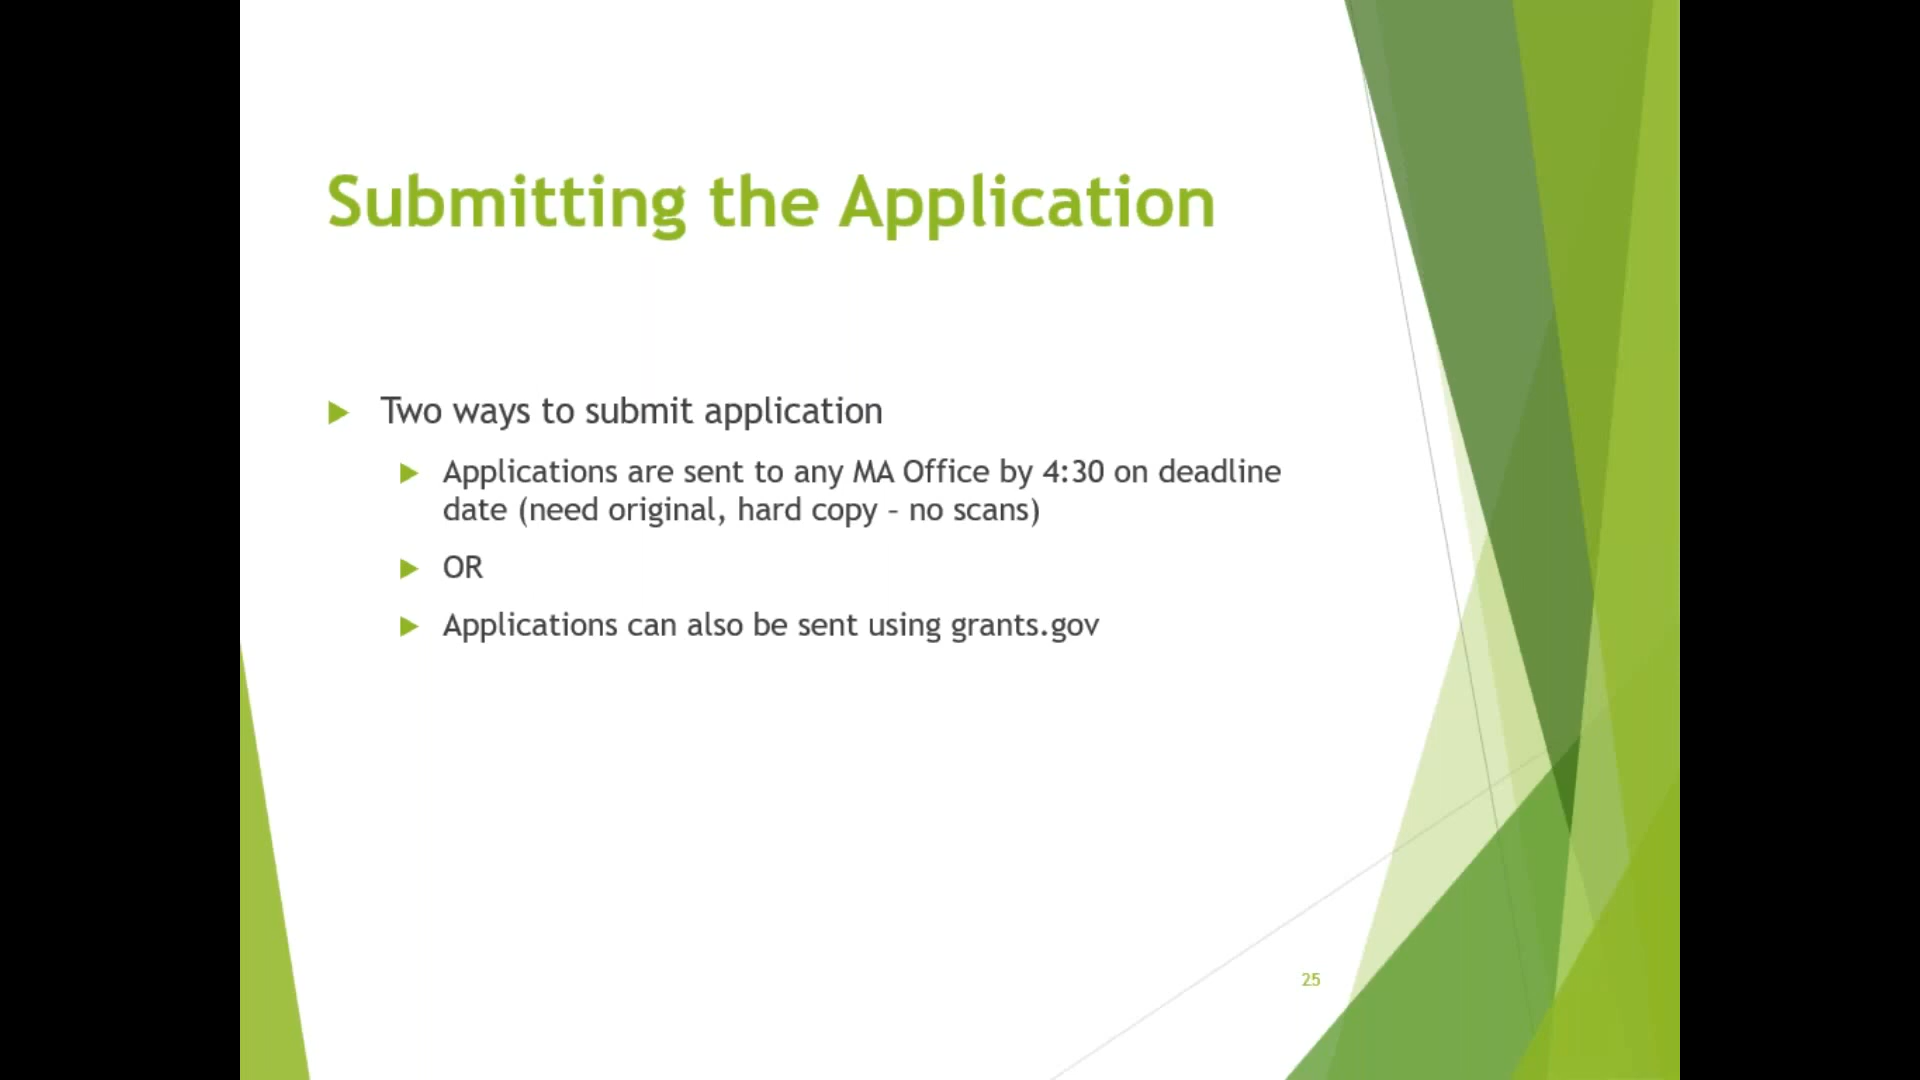 Submitting the Application
Two ways to submit application
Applications are sent to any MA Office by 4:30 on deadline
date (need original, hard copy – no scans)
OR
Applications can also be sent using grants.gov
25